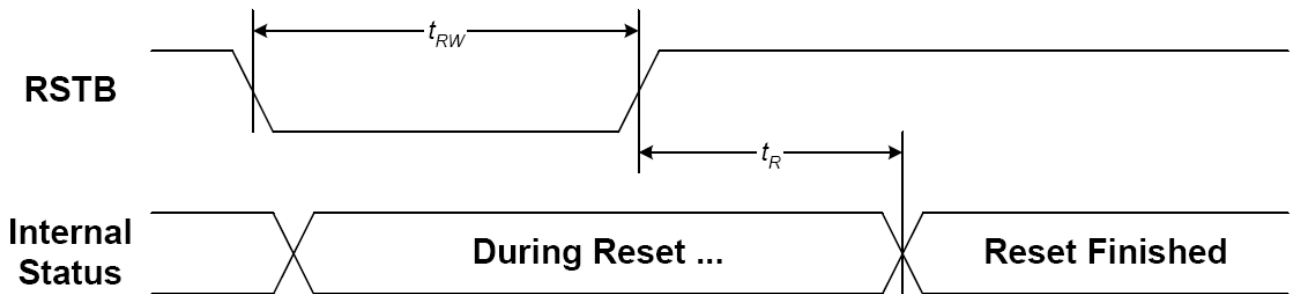 t_RW
RSTB
t_R
Internal
Status
During Reset ...
Reset Finished